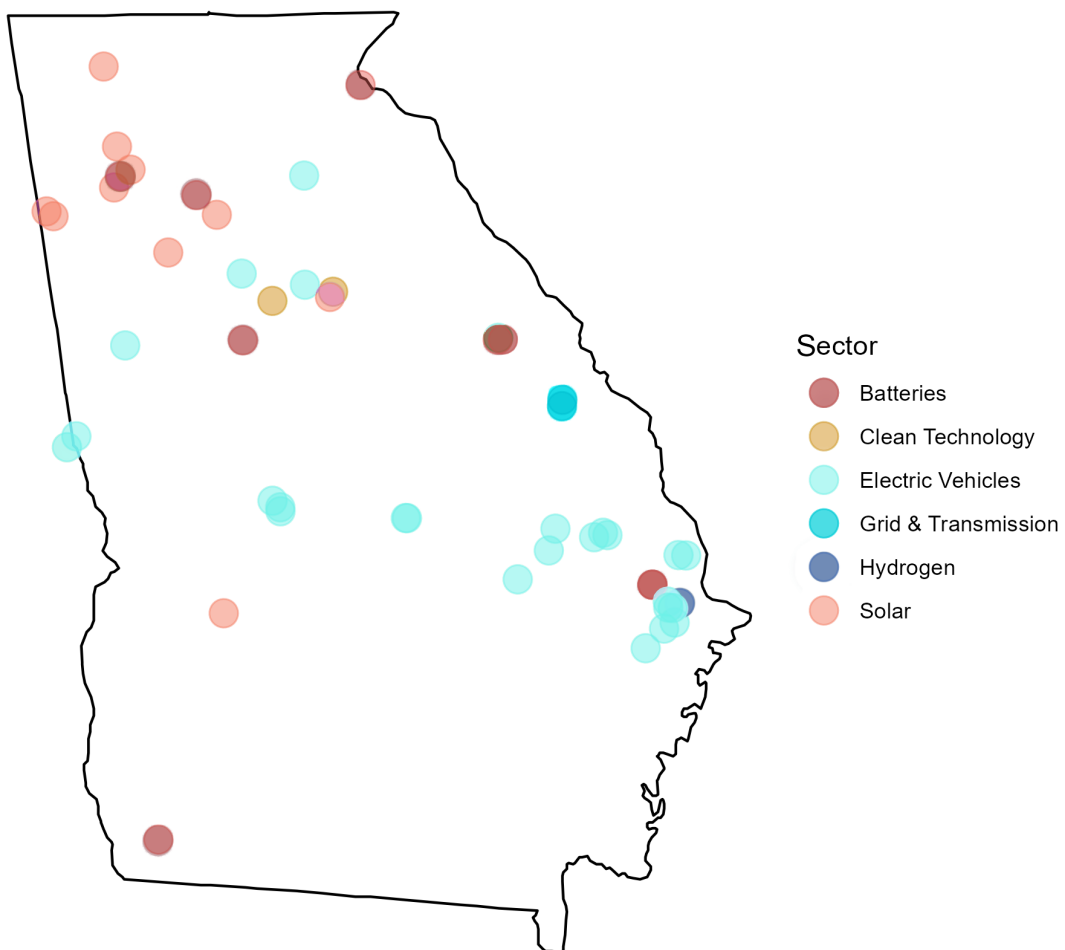 Sector
Batteries
Clean Technology
Electric Vehicles
Grid & Transmission
Hydrogen
Solar